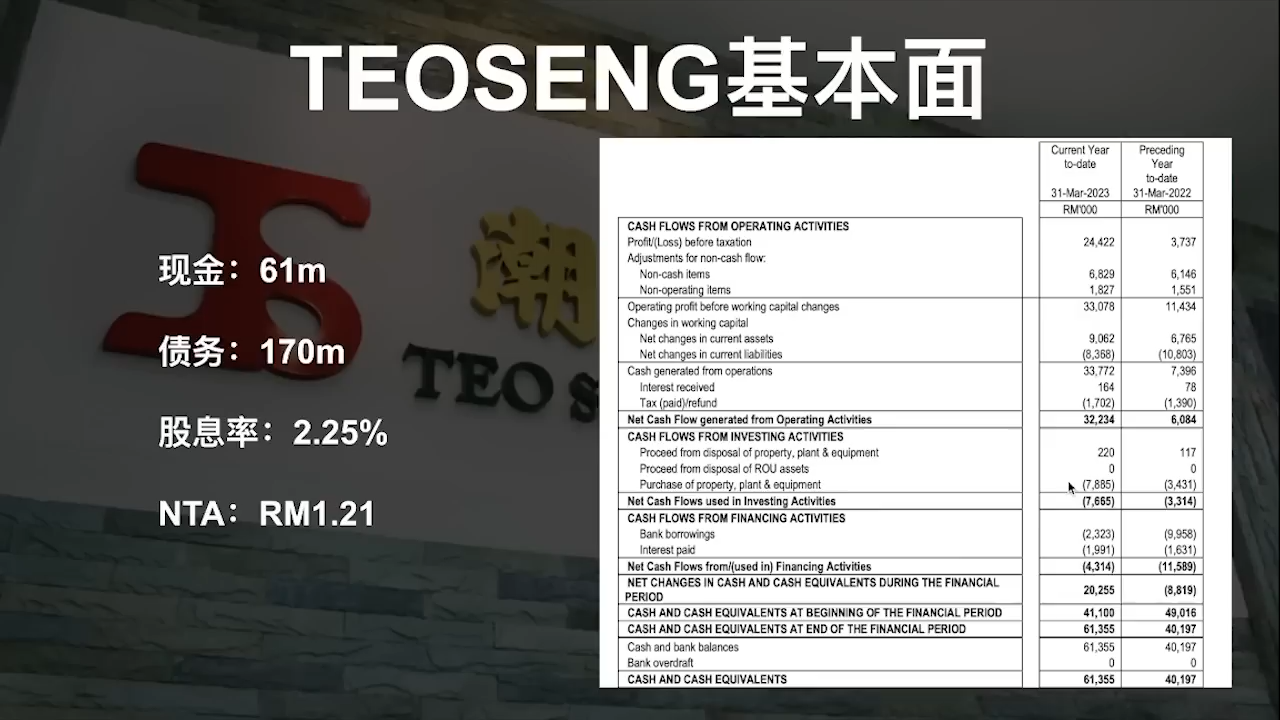 TEOSENG基本面
现金：61m
债务：170m
股息率：2.25%
NTA：RM1.21
潮
TEO S
Current Year to-date 31-Mar-2023 Preceding Year to-date 31-Mar-2022
RM'000 RM'000
CASH FLOWS FROM OPERATING ACTIVITIES
Profit/(Loss) before taxation 24,422 3,737
Adjustments for non-cash flow:
Non-cash items 6,829 6,146
Non-operating items 1,827 1,551
Operating profit before working capital changes 33,078 11,434
Changes in working capital
Net changes in current assets 9,062 6,765
Net changes in current liabilities (8,368) (10,803)
Cash generated from operations 33,772 7,396
Interest received 164 78
Tax (paid)/refund (1,702) (1,390)
Net Cash Flow generated from Operating Activities 32,234 6,084
CASH FLOWS FROM INVESTING ACTIVITIES
Proceed from disposal of property, plant & equipment 220 117
Proceed from disposal of ROU assets 0 0
Purchase of property, plant & equipment (7,885) (3,431)
Net Cash Flows used in Investing Activities (7,665) (3,314)
CASH FLOWS FROM FINANCING ACTIVITIES
Bank borrowings (2,323) (9,958)
Interest paid (1,991) (1,631)
Net Cash Flows from/(used in) Financing Activities (4,314) (11,589)
NET CHANGES IN CASH AND CASH EQUIVALENTS DURING THE FINANCIAL
PERIOD 20,255 (8,819)
CASH AND CASH EQUIVALENTS AT BEGINNING OF THE FINANCIAL PERIOD 41,100 49,016
CASH AND CASH EQUIVALENTS AT END OF THE FINANCIAL PERIOD 61,355 40,197
Cash and bank balances 61,355 40,197
Bank overdraft 0 0
CASH AND CASH EQUIVALENTS 61,355 40,197